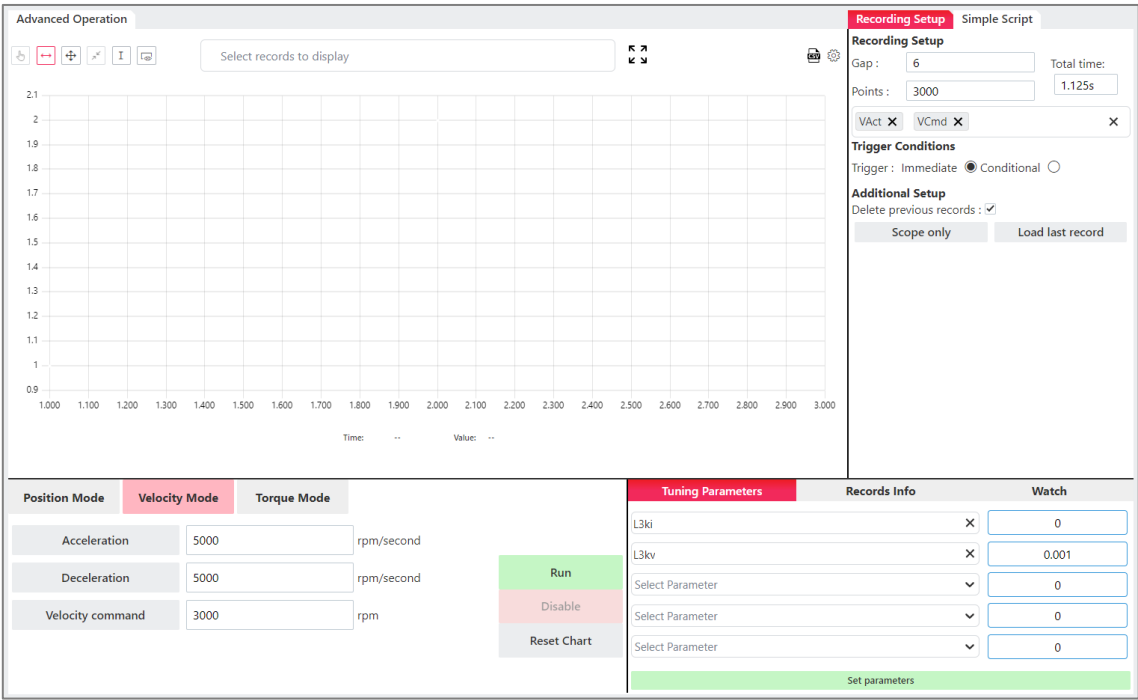 Advanced Operation
Select records to display
CSV
2.1
2
1.9
1.8
1.7
1.6
1.5
1.4
1.3
1.2
1.1
1
0.9
1.000 1.100 1.200 1.300 1.400 1.500 1.600 1.700 1.800 1.900 2.000 2.100 2.200 2.300 2.400 2.500 2.600 2.700 2.800 2.900 3.000
Time: -- Value: --
Recording Setup Simple Script
Recording Setup
Gap : 6 Total time:
1.125s
Points : 3000
VAct VCmd
Trigger Conditions
Trigger : Immediate Conditional
Additional Setup
Delete previous records :
Scope only Load last record
Position Mode Velocity Mode Torque Mode
Acceleration 5000 rpm/second
Deceleration 5000 rpm/second
Velocity command 3000 rpm
Run
Disable
Reset Chart
Tuning Parameters Records Info Watch
L3ki 0
L3kv 0.001
Select Parameter 0
Select Parameter 0
Select Parameter 0
Set parameters